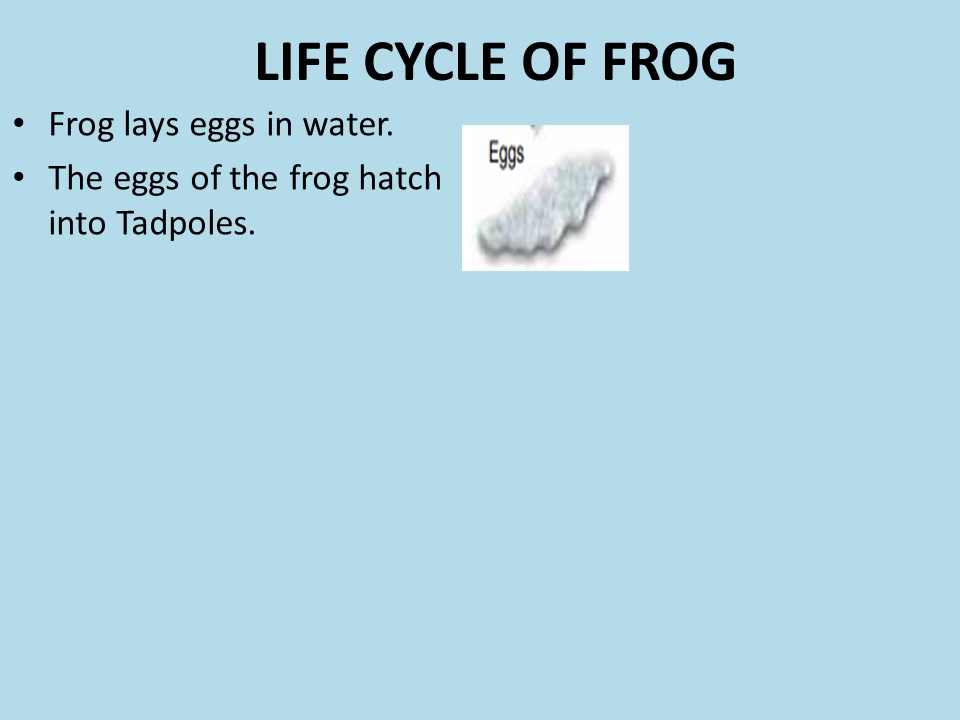 LIFE CYCLE OF FROG
• Frog lays eggs in water.
• The eggs of the frog hatch
into Tadpoles.
Eggs